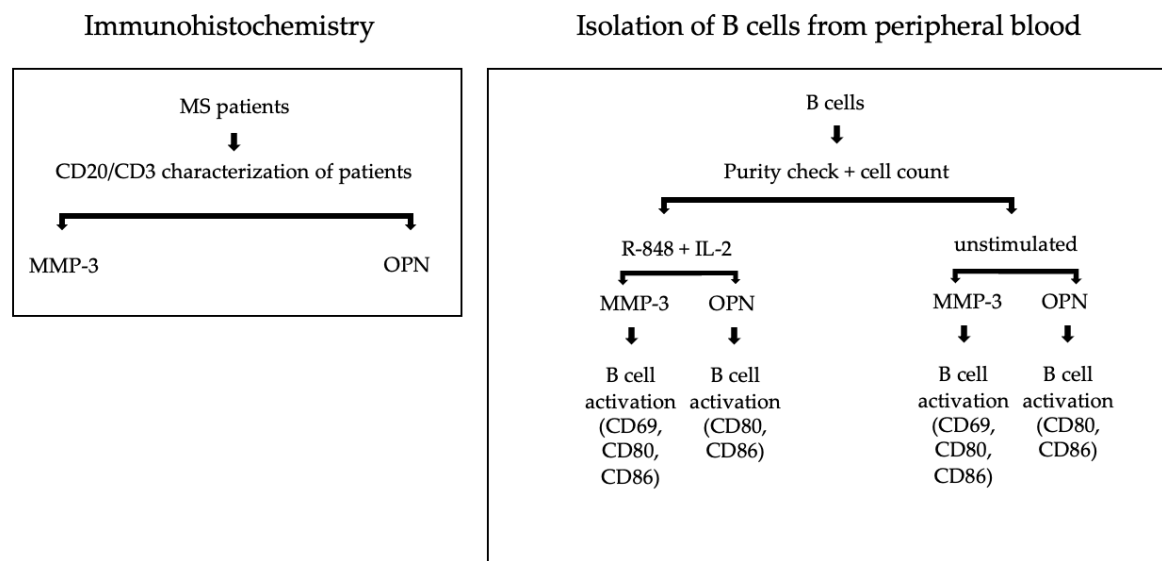 Immunohistochemistry
MS patients
CD20/CD3 characterization of patients
MMP-3
OPN
Isolation of B cells from peripheral blood
B cells
Purity check + cell count
R-848 + IL-2
unstimulated
MMP-3
OPN
MMP-3
OPN
B cell
activation
(CD69,
CD80,
CD86)
B cell
activation
(CD80,
CD86)
B cell
activation
(CD69,
CD80,
CD86)
B cell
activation
(CD80,
CD86)